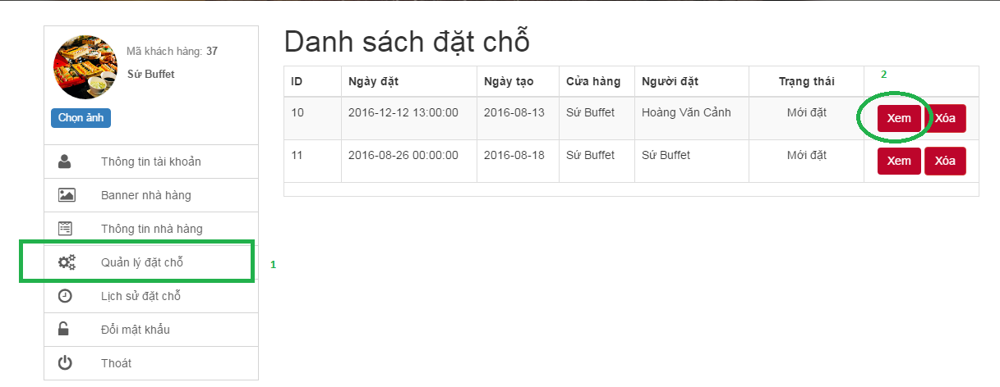 Mã khách hàng: 37
Sứ Buffet
Chọn ảnh
Thông tin tài khoản
Banner nhà hàng
Thông tin nhà hàng
Quản lý đặt chỗ
1
Lịch sử đặt chỗ
Đổi mật khẩu
Thoát
Danh sách đặt chỗ
ID Ngày đặt Ngày tạo Cửa hàng Người đặt Trạng thái 2
10 2016-12-12 13:00:00 2016-08-13 Sứ Buffet Hoàng Văn Cảnh Mới đặt Xem Xóa
11 2016-08-26 00:00:00 2016-08-18 Sứ Buffet Sứ Buffet Mới đặt Xem Xóa